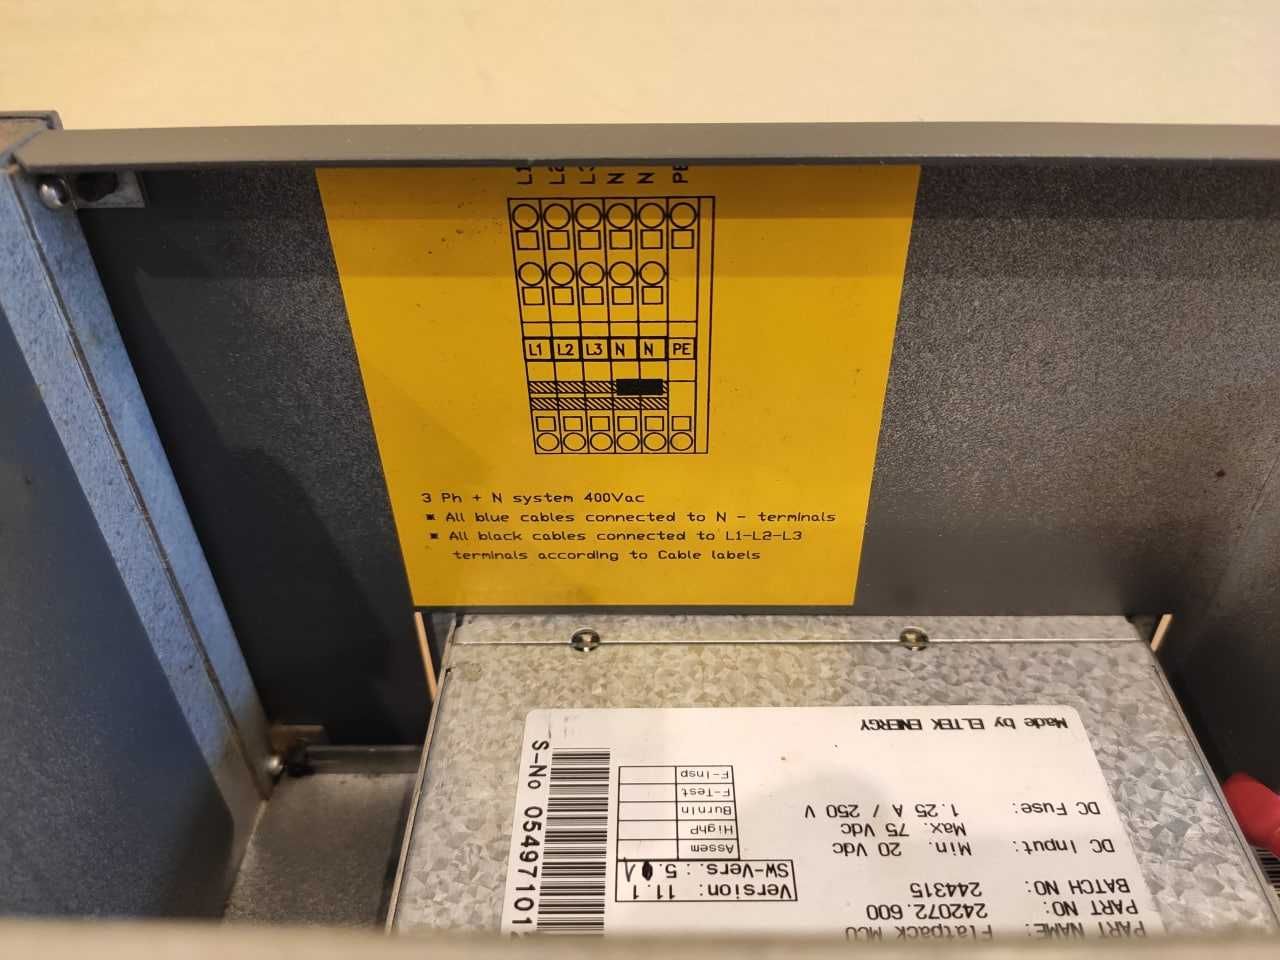 L1 L2 L3 N N PE
L1 L2 L3 N N PE
3 Ph + N system 400Vac
* All blue cables connected to N - terminals
* All black cables connected to L1-L2-L3
terminals according to Cable labels
Made by ELTEK ENERGY
PART NAME: Flatpack MCU
PART NO: 242072.600
BATCH NO: 244315
DC Input: Min. 20 Vdc
Max. 75 Vdc
DC Fuse: 1.25 A / 250 V
Version: 11.1
SW-Vers.: 5.
Assem
HighP
BurnIn
F-Test
F-Insp
S-No 05497101